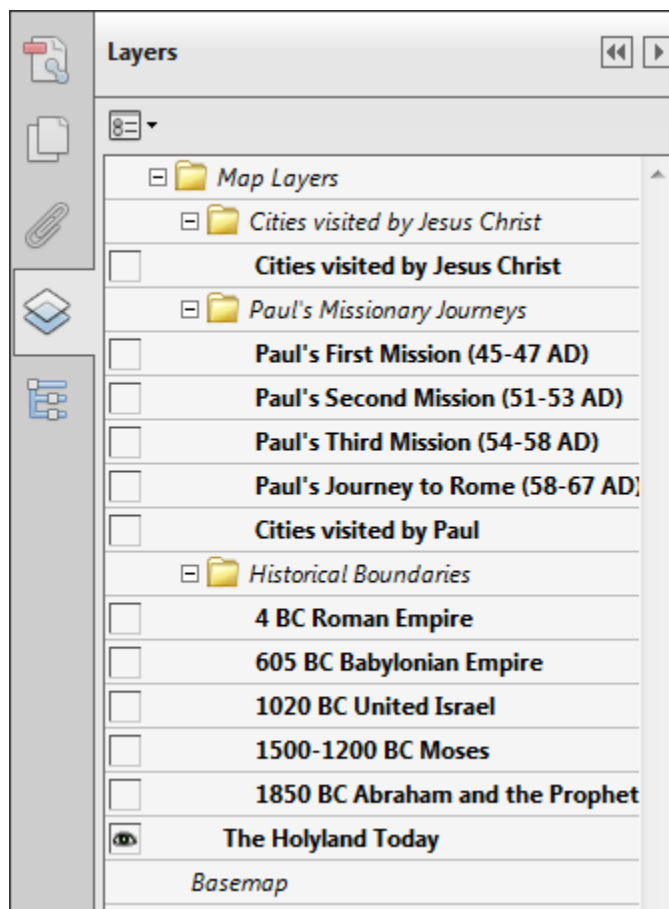 Layers
Map Layers
Cities visited by Jesus Christ
Cities visited by Jesus Christ
Paul's Missionary Journeys
Paul's First Mission (45-47 AD)
Paul's Second Mission (51-53 AD)
Paul's Third Mission (54-58 AD)
Paul's Journey to Rome (58-67 AD)
Cities visited by Paul
Historical Boundaries
4 BC Roman Empire
605 BC Babylonian Empire
1020 BC United Israel
1500-1200 BC Moses
1850 BC Abraham and the Prophet
The Holyland Today
Basemap